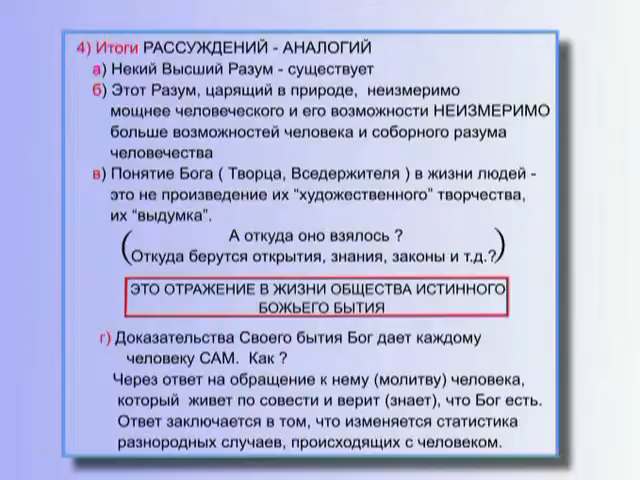 4) Итоги РАССУЖДЕНИЙ - АНАЛОГИЙ
а) Некий Высший Разум - существует
б) Этот Разум, царящий в природе, неизмеримо
мощнее человеческого и его возможности НЕИЗМЕРИМО
больше возможностей человека и соборного разума
человечества
в) Понятие Бога ( Творца, Вседержителя ) в жизни людей -
это не произведение их “художественного” творчества,
их “выдумка”.
( А откуда оно взялось ?
Откуда берутся открытия, знания, законы и т.д.?)
ЭТО ОТРАЖЕНИЕ В ЖИЗНИ ОБЩЕСТВА ИСТИННОГО
БОЖЬЕГО БЫТИЯ
г) Доказательства Своего бытия Бог дает каждому
человеку САМ. Как ?
Через ответ на обращение к нему (молитву) человека,
который живет по совести и верит (знает), что Бог есть.
Ответ заключается в том, что изменяется статистика
разнородных случаев, происходящих с человеком.